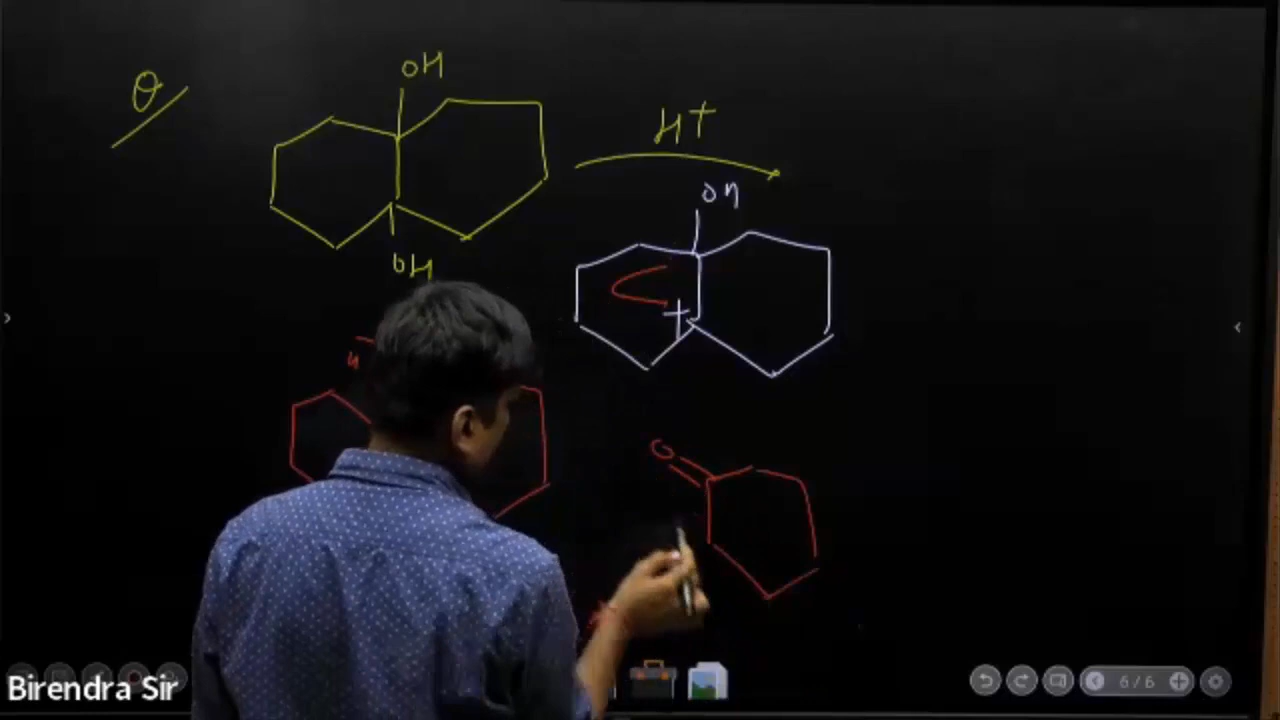 Q
OH
H+
OH
OH
+
H
O
Birendra Sir
6/6